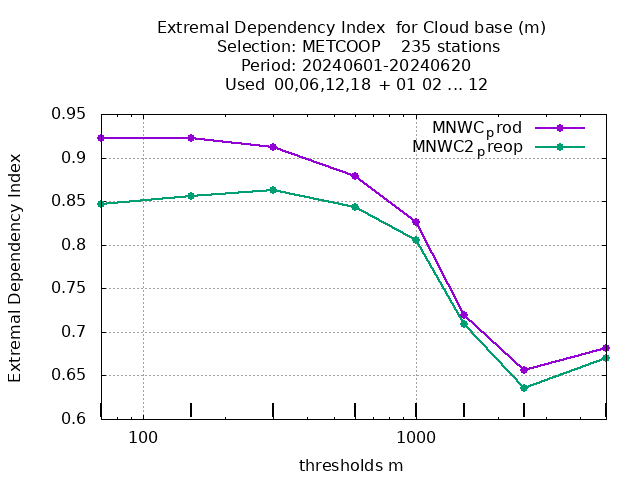 Extremal Dependency Index  for Cloud base (m)
Selection: METCOOP    235 stations
Period: 20240601-20240620
Used  00,06,12,18 + 01 02 ... 12
MNWC_prod
MNWC2_preop
Extremal Dependency Index
0.95
0.9
0.85
0.8
0.75
0.7
0.65
0.6
100
1000
thresholds m